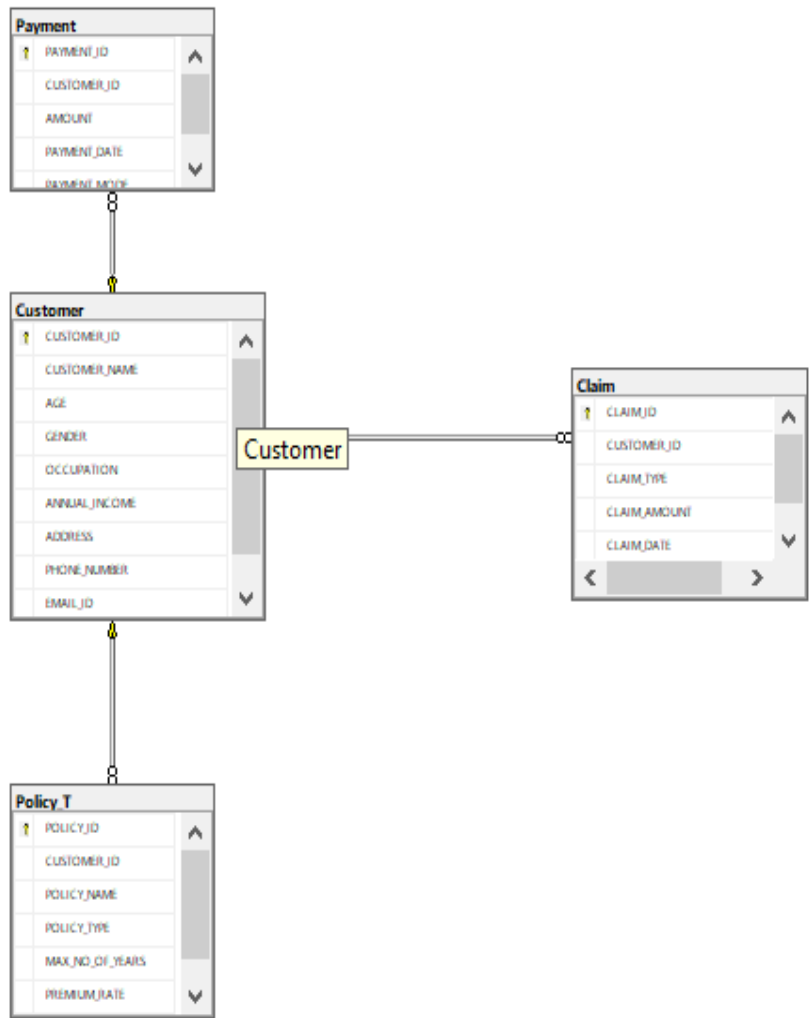 Payment
PAYMENT_ID
CUSTOMER_ID
AMOUNT
PAYMENT_DATE
PAYMENT_MODE
Customer
CUSTOMER_ID
CUSTOMER_NAME
AGE
GENDER
OCCUPATION
ANNUAL_INCOME
ADDRESS
PHONE_NUMBER
EMAIL_ID
Customer
Claim
CLAIM_ID
CUSTOMER_ID
CLAIM_TYPE
CLAIM_AMOUNT
CLAIM_DATE
Policy_T
POLICY_ID
CUSTOMER_ID
POLICY_NAME
POLICY_TYPE
MAX_NO_OF_YEARS
PREMIUM_RATE